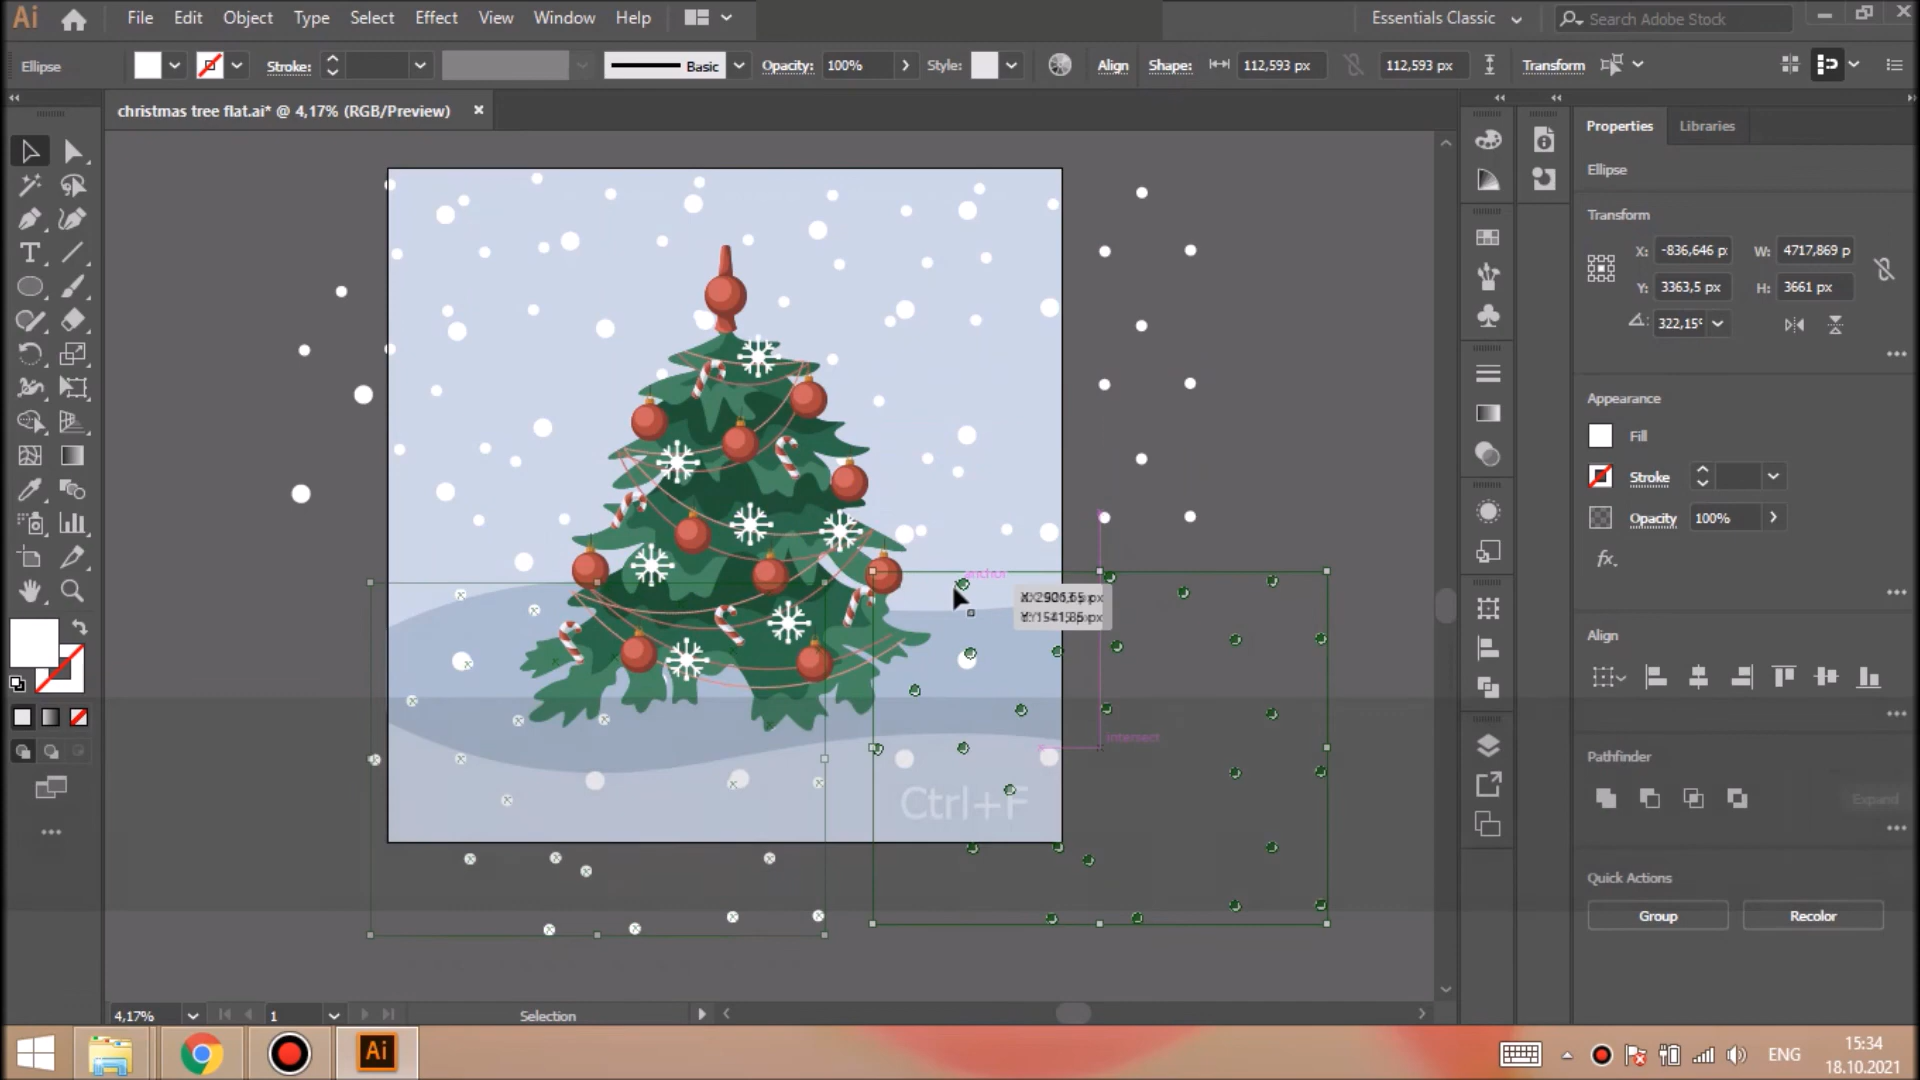 Ai File Edit Object Type Select Effect View Window Help Essentials Classic Search Adobe Stock
Ellipse Stroke: Basic Opacity: 100% Style: Align Shape: 112,593 px 112,593 px Transform
christmas tree flat.ai* @ 4,17% (RGB/Preview)
Properties Libraries
Ellipse
Transform
X: -836,646 p W: 4717,869 p
Y: 3363,5 px H: 3661 px
322,15°
Appearance
Fill
Stroke
Opacity 100%
fx.
Align
Pathfinder
Expand
Quick Actions
Group Recolor
anchor
intersect
Ctrl+F
4,17% 1 Selection
Ai ENG 15:34
18.10.2021